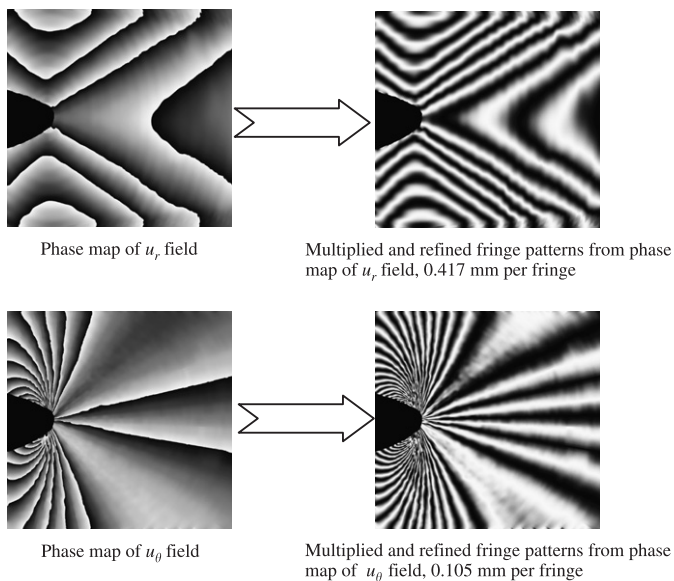 Phase map of u_r field
Multiplied and refined fringe patterns from phase
map of u_r field, 0.417 mm per fringe
Phase map of u_θ field
Multiplied and refined fringe patterns from phase
map of u_θ field, 0.105 mm per fringe